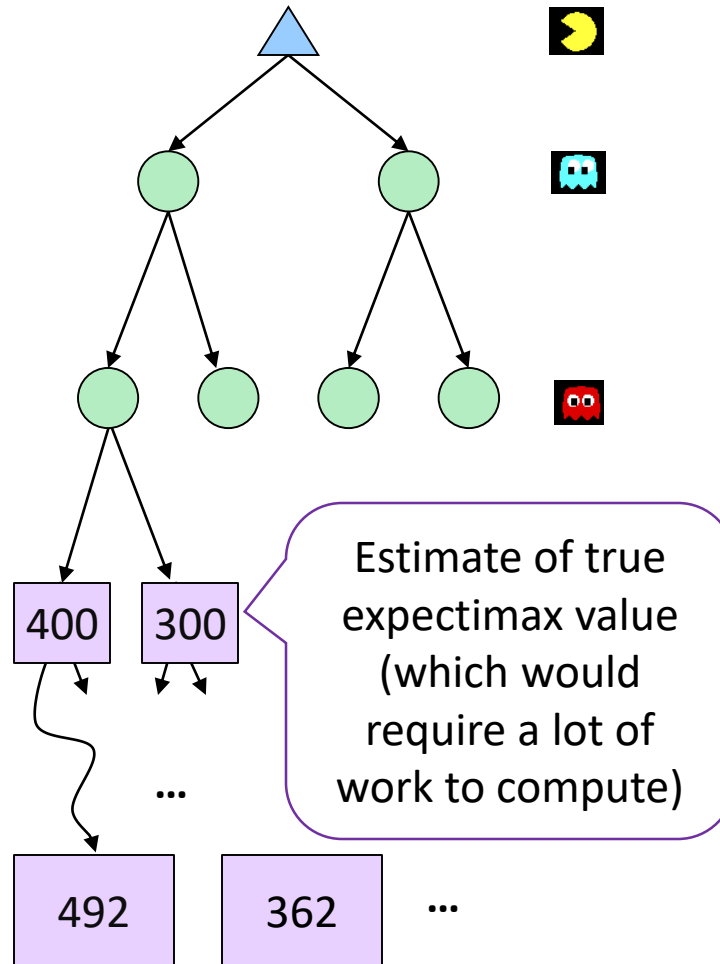 Estimate of true
expectimax value
400 300
(which would
require a lot of
work to compute)
...
492 362 ...